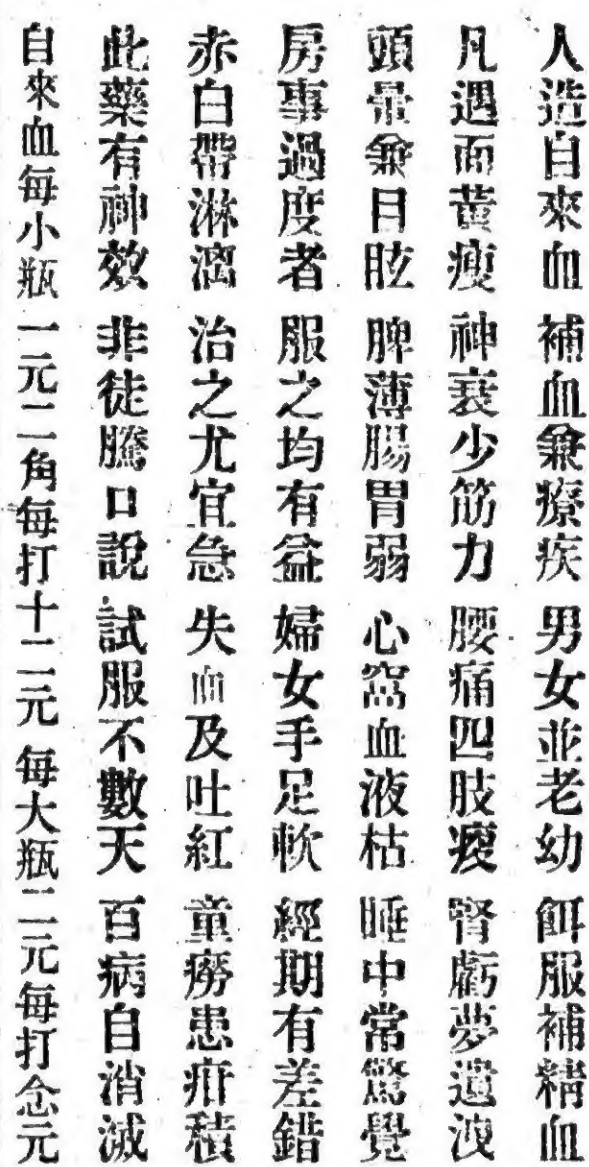 人造自來血 補血兼療疾 男女並老幼 餌服補精血
凡遇面黃瘦 神衰少筋力 腰痛四肢痠 腎虧夢遺洩
頭暈兼目眩 脾薄腸胃弱 心窩血液枯 睡中常驚覺
房事過度者 服之均有益 婦女手足軟 經期有差錯
赤白帶淋漓 治之尤宜急 失血及吐紅 童癆患疳積
此藥有神效 非徒騰口說 試服不數天 百病自消滅
自來血每小瓶一元二角每打十二元 每大瓶二元每打念元